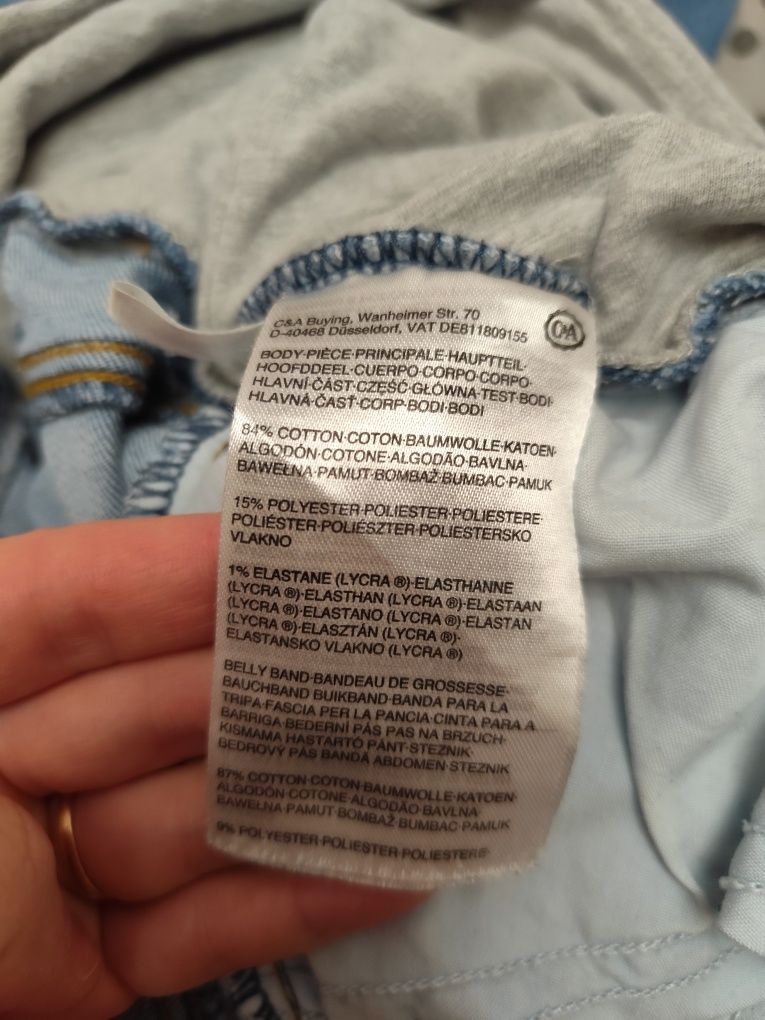 C&A Buying, Wanheimer Str. 70
D-40468 Düsseldorf, VAT DE811809155
C&A
BODY·PIÈCE·PRINCIPALE·HAUPTTEIL·
HOOFDDEEL·CUERPO·CORPO·CORPO·
HLAVNÍ·ČÁST·CZEŚĆ·GŁÓWNA·TEST·BODI·
HLAVNÁ·ČASŤ·CORP·BODI·BODI
84% COTTON·COTON·BAUMWOLLE·KATOEN·
ALGODÓN·COTONE·ALGODÃO·BAVLNA·
BAWEŁNA·PAMUT·BOMBAŽ·BUMBAC·PAMUK
15% POLYESTER·POLIESTER·POLIESTERE·
POLIÉSTER·POLIÉSZTER·POLIESTERSKO
VLAKNO
1% ELASTANE (LYCRA ®)·ELASTHANNE
(LYCRA ®)·ELASTHAN (LYCRA ®)·ELASTAAN
(LYCRA ®)·ELASTANO (LYCRA ®)·ELASTAN
(LYCRA ®)·ELASZTÁN (LYCRA ®)·
ELASTANSKO VLAKNO (LYCRA ®)
BELLY BAND·BANDEAU DE GROSSESSE·
BAUCHBAND BUIKBAND·BANDA PARA LA
TRIPA·FASCIA PER LA PANCIA·CINTA PARA A
BARRIGA·BEDERNÍ PÁS PAS NA BRZUCH·
KISMAMA HASTARTÓ PÁNT·STEZNIK·
BEDROVÝ PÁS BANDĂ ABDOMEN·STEZNIK
87% COTTON·COTON·BAUMWOLLE·KATOEN·
ALGODÓN COTONE ALGODÃO·BAVLNA·
BAWEŁNA·PAMUT·BOMBAŽ BUMBAC·PAMUK
9% POLYESTER·POLIESTER·POLIESTERE·